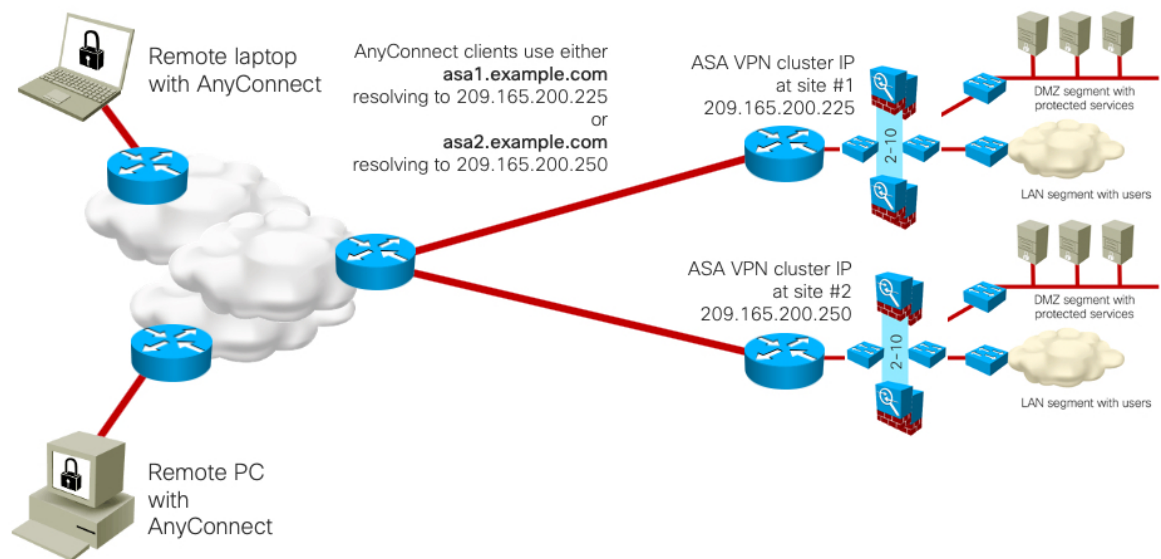 Remote laptop
with AnyConnect
AnyConnect clients use either
asa1.example.com
resolving to 209.165.200.225
or
asa2.example.com
resolving to 209.165.200.250
ASA VPN cluster IP
at site #1
209.165.200.225
2-10
DMZ segment with
protected services
LAN segment with users
ASA VPN cluster IP
at site #2
209.165.200.250
2-10
DMZ segment with
protected services
LAN segment with users
Remote PC
with
AnyConnect